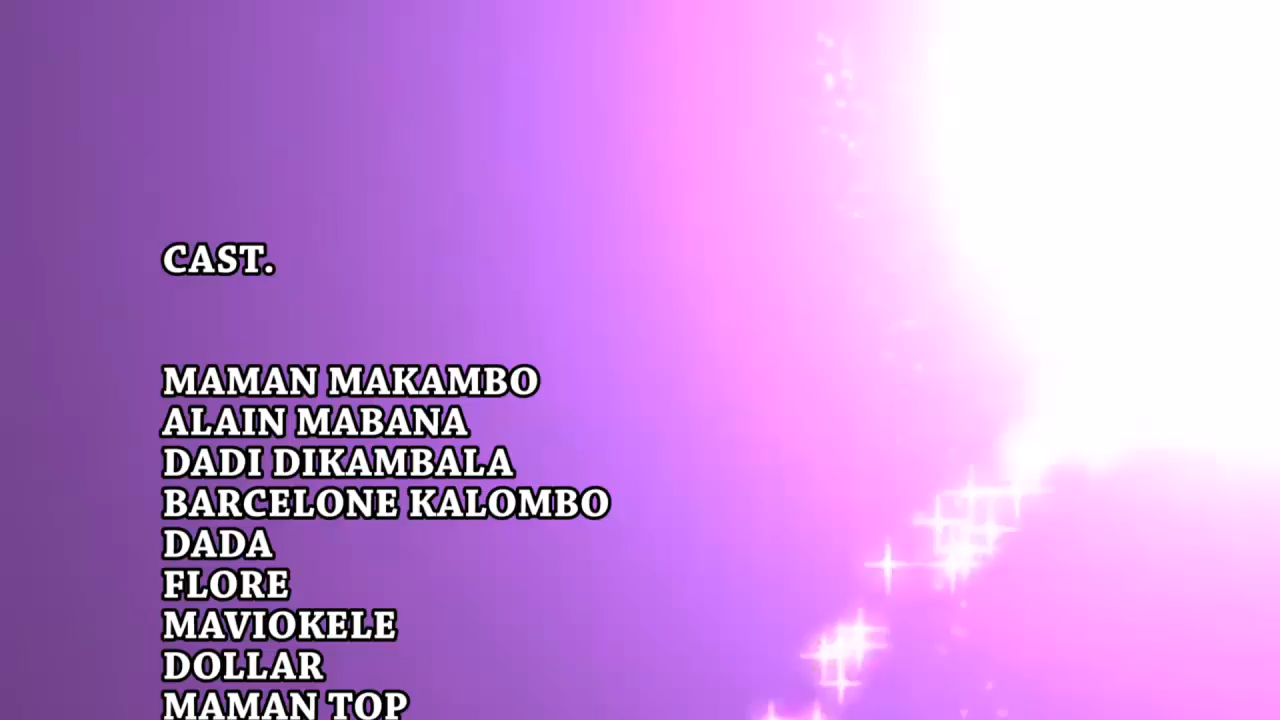 CAST.
MAMAN MAKAMBO
ALAIN MABANA
DADI DIKAMBALA
BARCELONE KALOMBO
DADA
FLORE
MAVIOKELE
DOLLAR
MAMAN TOP